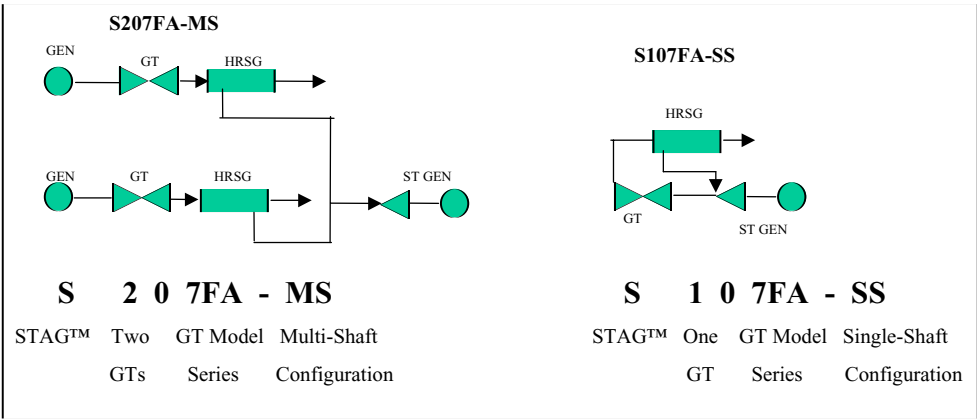 S207FA-MS
GEN
GT
HRSG
GEN
GT
HRSG
ST GEN
S 2 0 7FA - MS
STAG™ Two GT Model Multi-Shaft
GTs Series Configuration
S107FA-SS
HRSG
GT
ST GEN
S 1 0 7FA - SS
STAG™ One GT Model Single-Shaft
GT Series Configuration